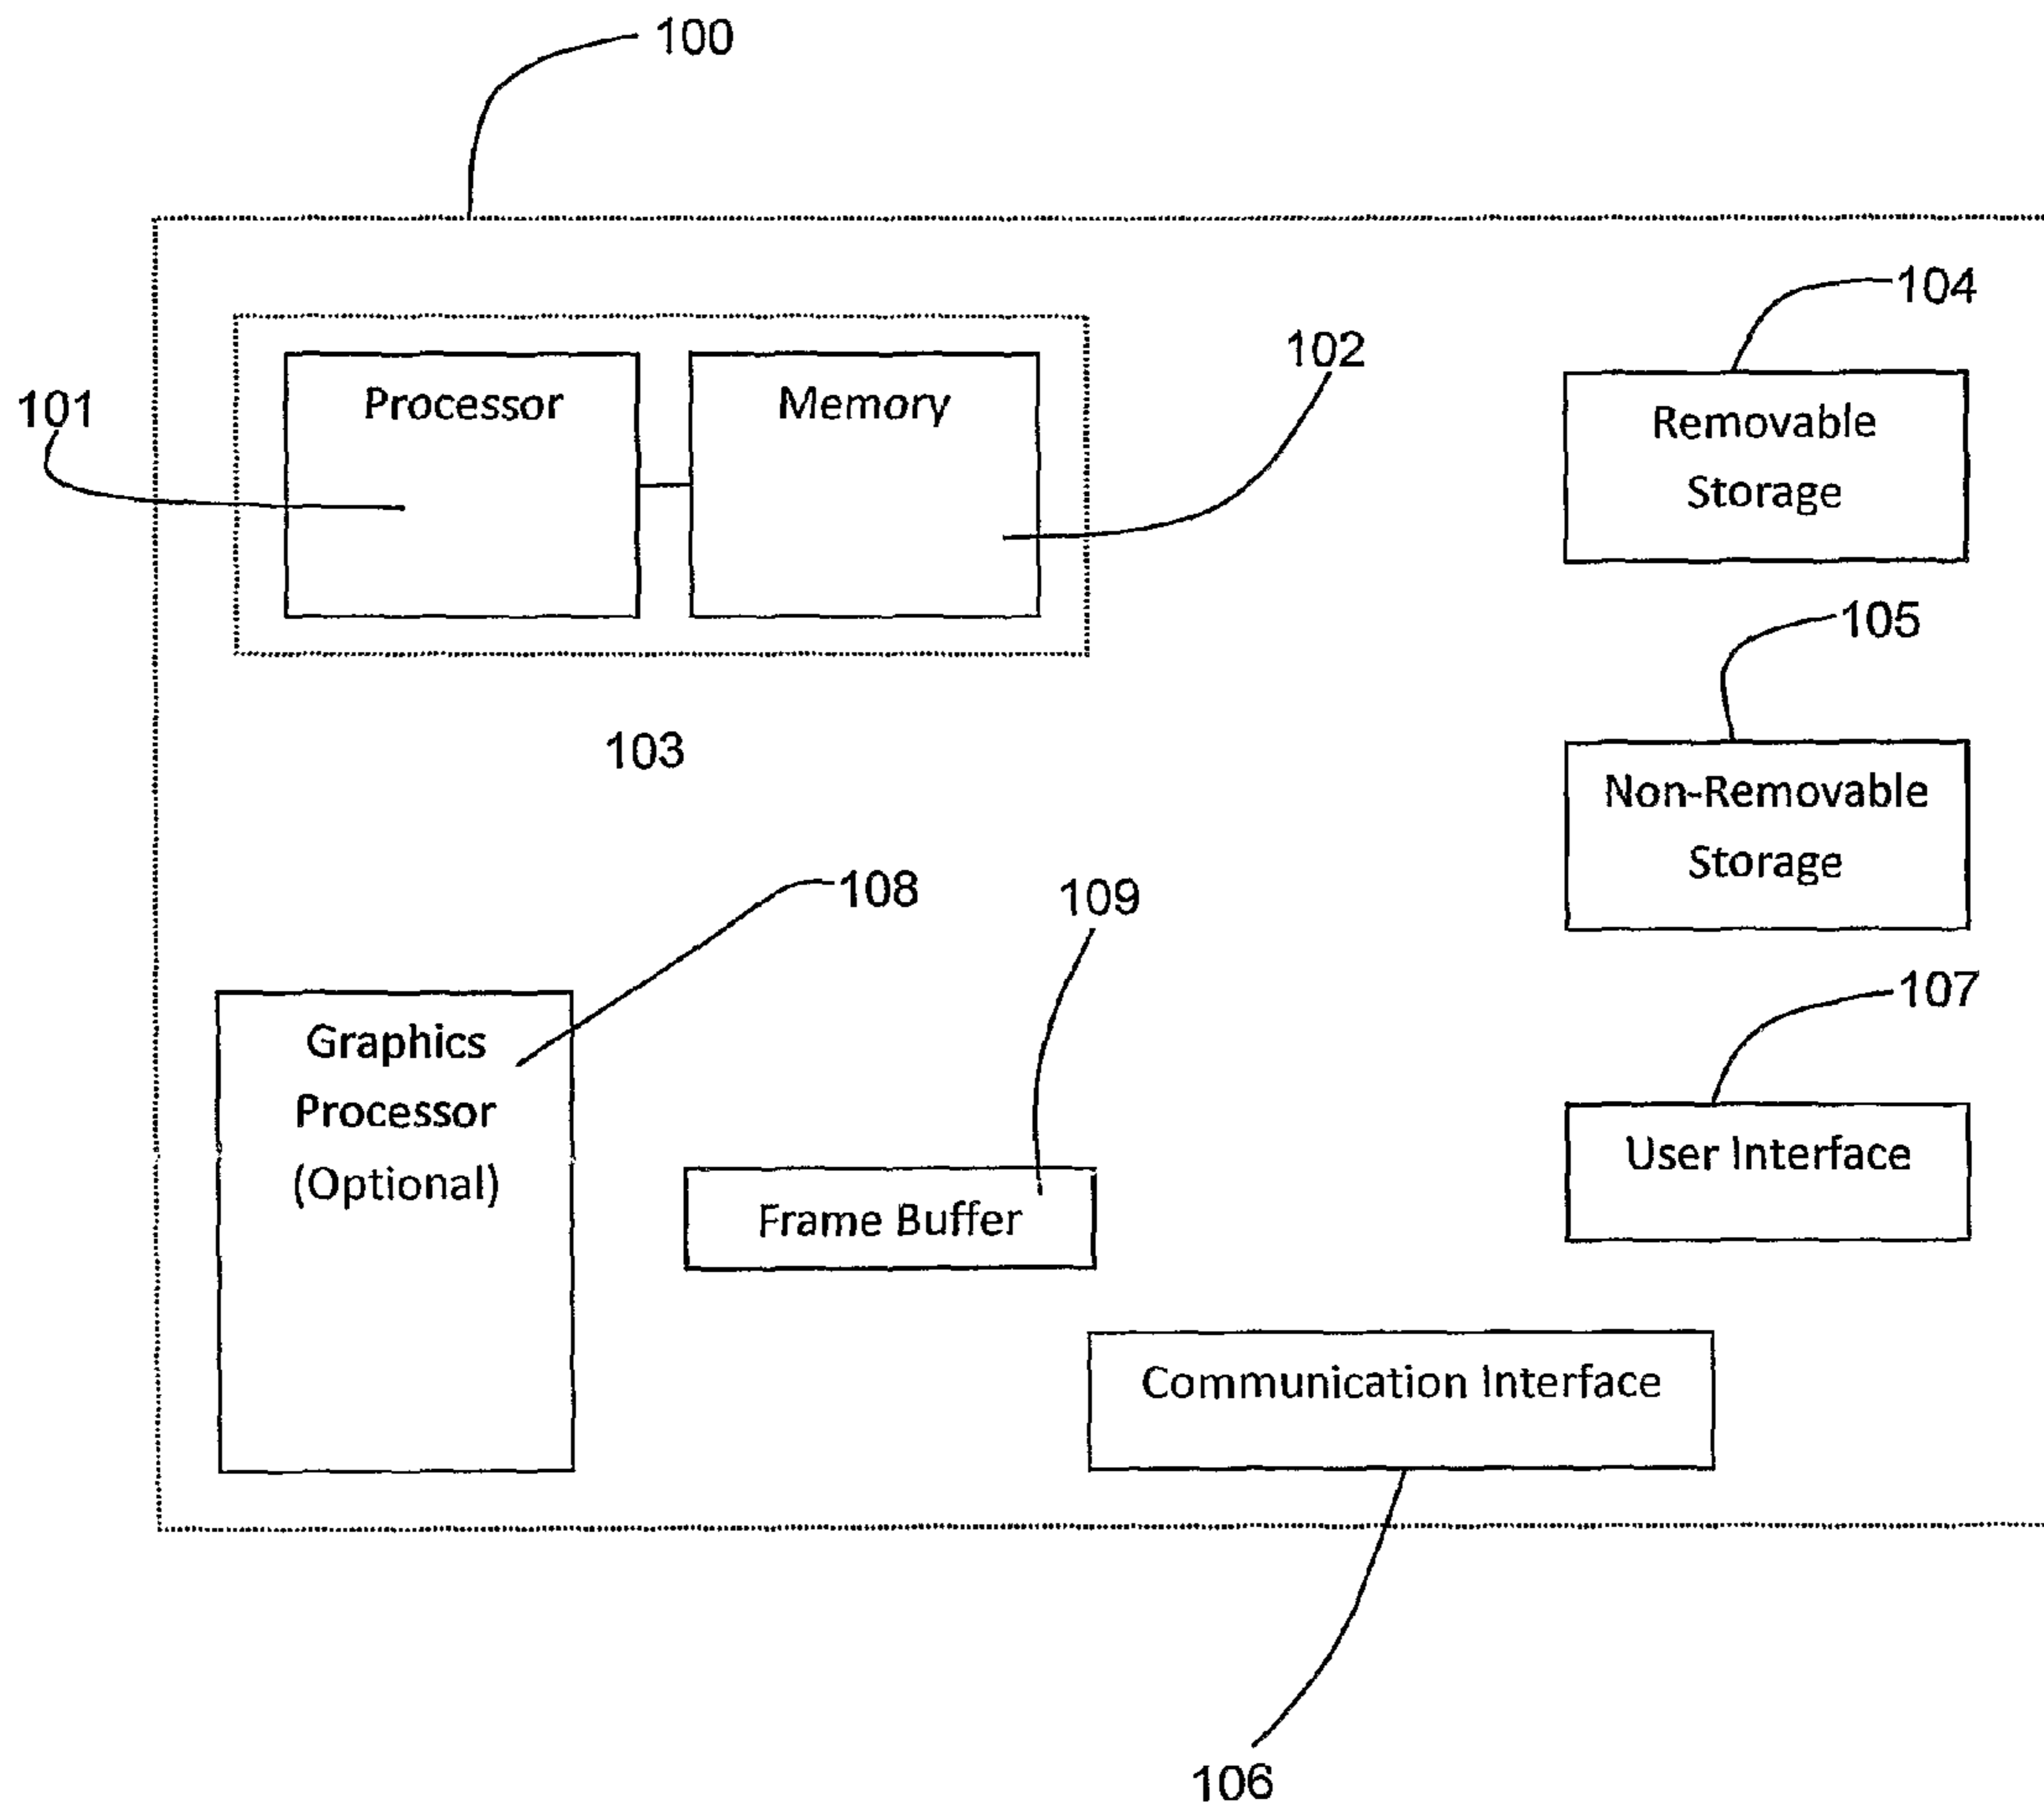 100
104
102
101
Processor
Memory
Removable
Storage
105
103
Non-Removable
Storage
108
109
107
Graphics
Processor
(Optional)
User Interface
Frame Buffer
Communication Interface
106